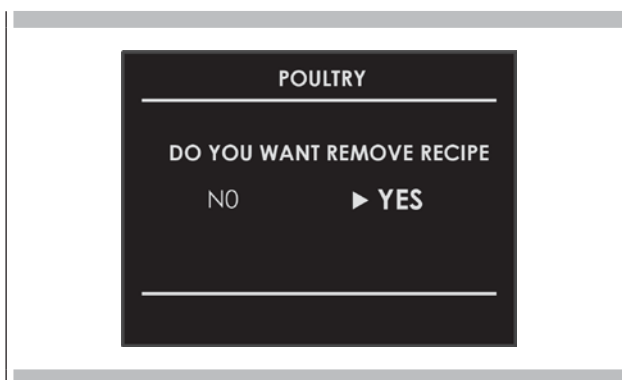 POULTRY
DO YOU WANT REMOVE RECIPE
N0 ▶ YES